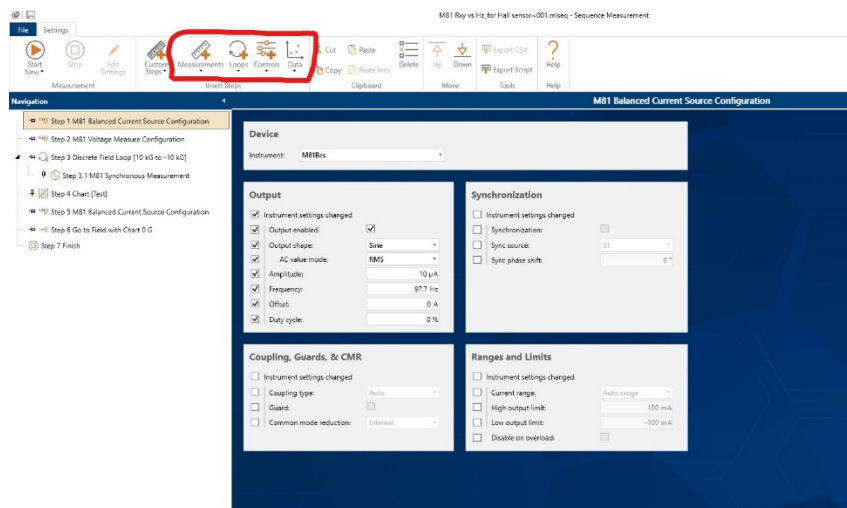 M81 Rxy vs Hz_for Hall sensor~001.mlseq - Sequence Measurement
File Settings
Start New Stop Edit Settings Custom Steps Measurements Loops Controls Data Cut Copy Paste Paste Into Delete Up Down Export CSV Export Script Help
Measurement Insert Steps Clipboard Move Tools Help
Navigation
M81 Balanced Current Source Configuration
Step 1 M81 Balanced Current Source Configuration
Step 2 M81 Voltage Measure Configuration
Step 3 Discrete Field Loop [10 kG to -10 kG]
Step 3.1 M81 Synchronous Measurement
Step 4 Chart [Test]
Step 5 M81 Balanced Current Source Configuration
Step 6 Go to Field with Chart 0 G
Step 7 Finish
Device
Instrument: M81Bcs
Output
Instrument settings changed
Output enabled:
Output shape: Sine
AC value mode: RMS
Amplitude: 10 µA
Frequency: 97.7 Hz
Offset: 0 A
Duty cycle: 0 %
Synchronization
Instrument settings changed
Synchronization:
Sync source: S1
Sync phase shift: 0 °
Coupling, Guards, & CMR
Instrument settings changed
Coupling type: Auto
Guard:
Common mode reduction: Internal
Ranges and Limits
Instrument settings changed
Current range: Auto range
High output limit: 100 mA
Low output limit: -100 mA
Disable on overload: